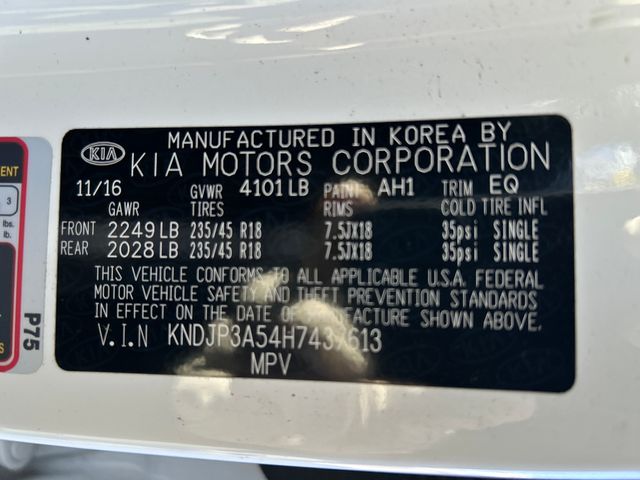 MANUFACTURED IN KOREA BY
KIA KIA MOTORS CORPORATION
11/16 GVWR 4101 LB PAINT AH1 TRIM EQ
GAWR TIRES RIMS COLD TIRE INFL
FRONT 2249 LB 235/45 R18 7.5JX18 35psi SINGLE
REAR 2028 LB 235/45 R18 7.5JX18 35psi SINGLE
THIS VEHICLE CONFORMS TO ALL APPLICABLE U.S.A. FEDERAL
MOTOR VEHICLE SAFETY AND THEFT PREVENTION STANDARDS
IN EFFECT ON THE DATE OF MANUFACTURE SHOWN ABOVE.
V.I.N KNDJP3A54H7437613
MPV
3
lbs.
lb.
P75